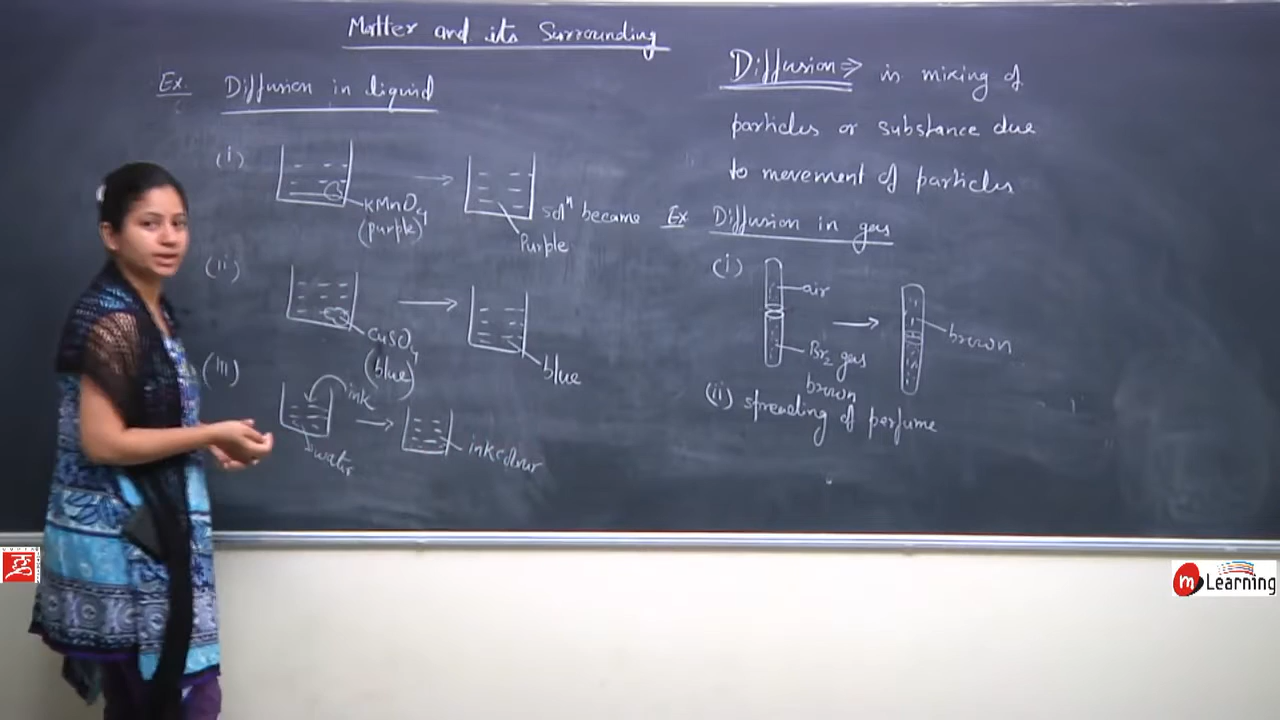 Matter and its Surrounding
Ex. Diffusion in liquid
(i)
KMnO4
(purple)
Purple
solⁿ became
(ii)
CuSO4
(blue)
blue
(iii)
ink
water
ink colour
Diffusion ⇒ is mixing of
particles or substance due
to movement of particles
Ex Diffusion in gas
(i)
air
Br2 gas
brown
brown
(ii) spreading of perfume
m Learning